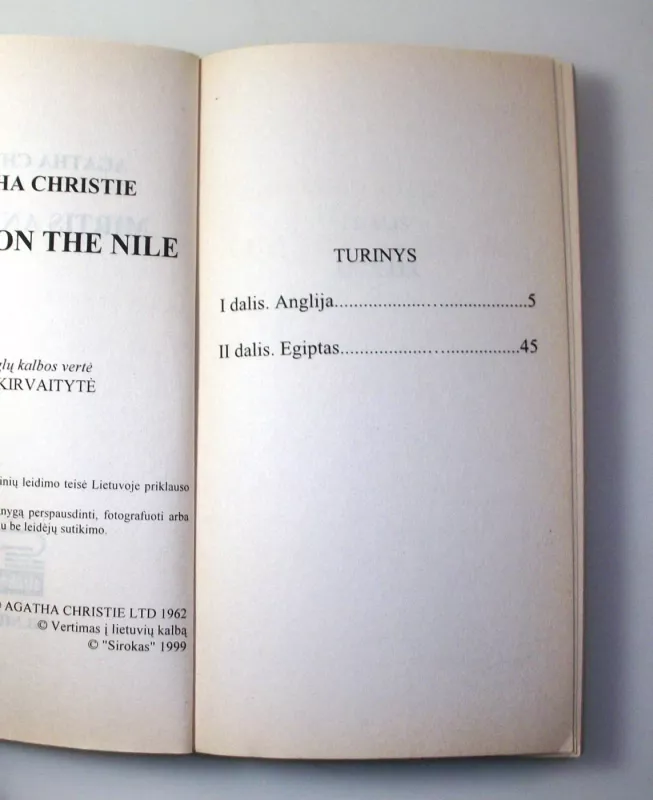 HA CHRISTIE
ON THE NILE
glų kalbos vertė
KIRVAITYTĖ
inių leidimo teisė Lietuvoje priklauso
nygą perspausdinti, fotografuoti arba
u be leidėjų sutikimo.
AGATHA CHRISTIE LTD 1962
© Vertimas į lietuvių kalbą
© "Sirokas" 1999
TURINYS
I dalis. Anglija..........................................5
II dalis. Egiptas......................................45